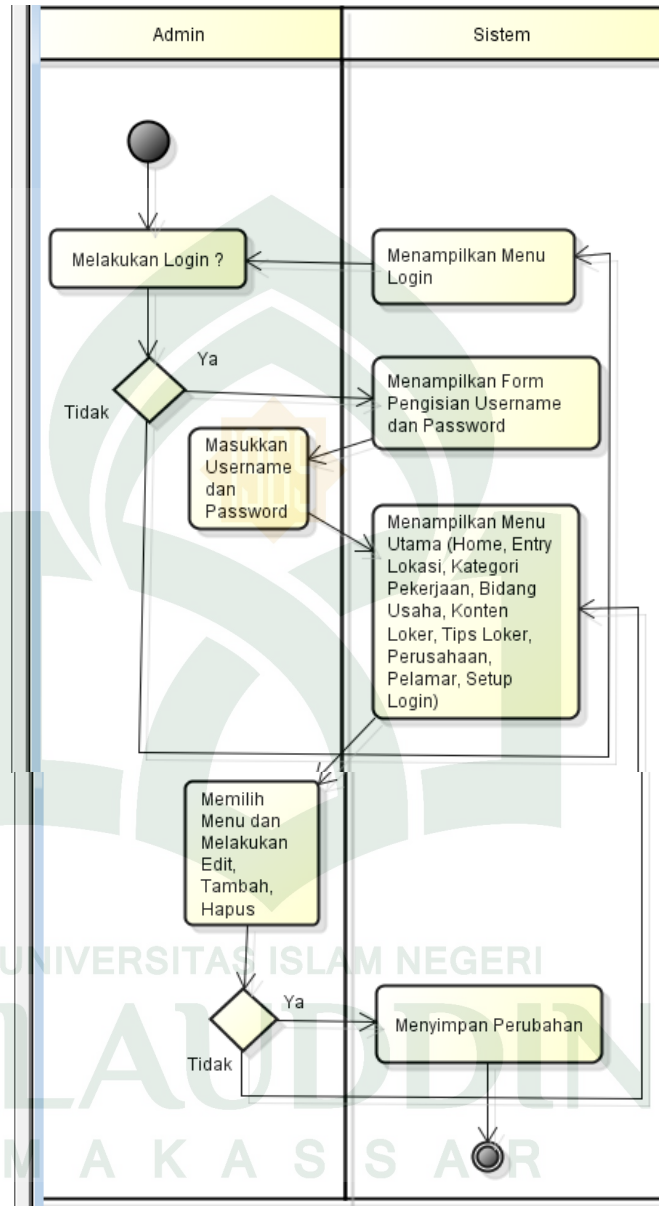 Admin
Sistem
Melakukan Login ?
Menampilkan Menu
Login
Ya
Tidak
Menampilkan Form
Pengisian Username
dan Password
Masukkan
Username
dan
Password
Menampilkan Menu
Utama (Home, Entry
Lokasi, Kategori
Pekerjaan, Bidang
Usaha, Konten
Loker, Tips Loker,
Perusahaan,
Pelamar, Setup
Login)
Memilih
Menu dan
Melakukan
Edit,
Tambah,
Hapus
UNIVERSITAS ISLAM NEGERI
Ya
Tidak
Menyimpan Perubahan
LAUDDIN
MAKASSAR